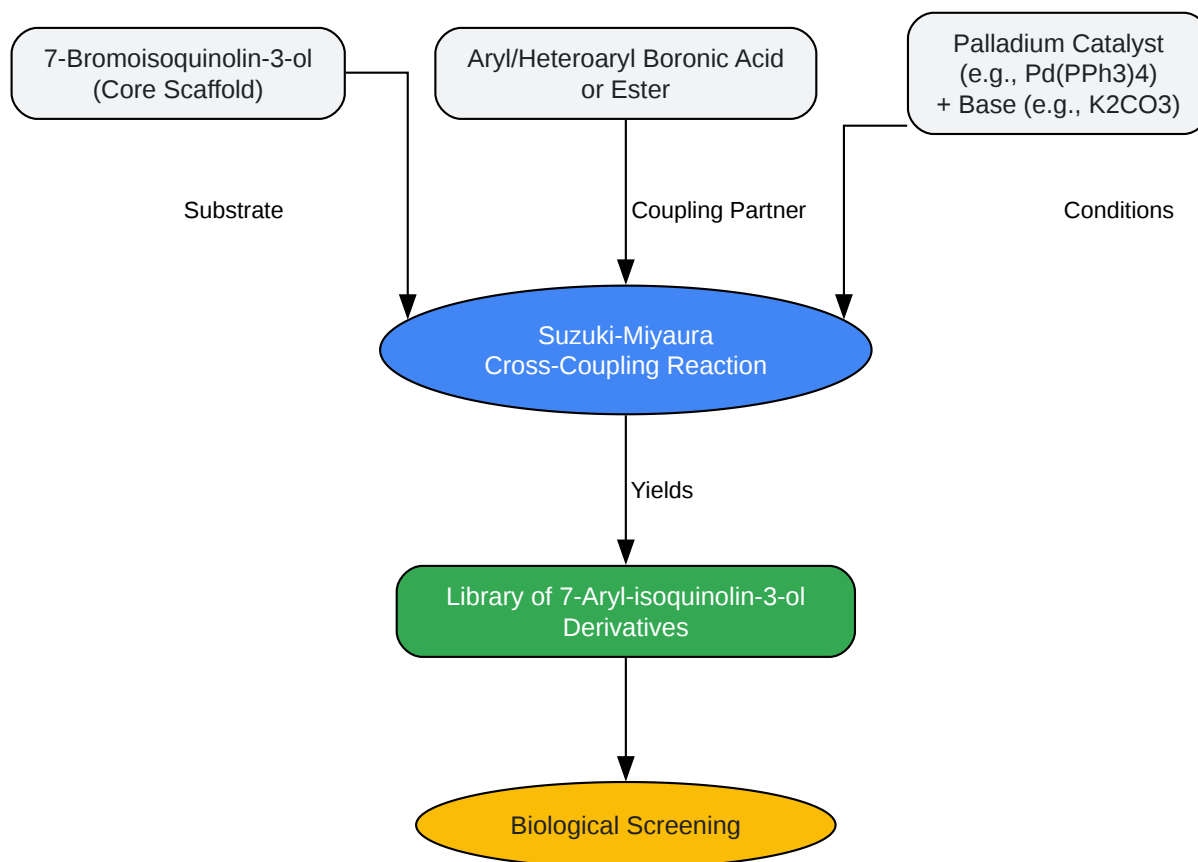 7-Bromoisoquinolin-3-ol
(Core Scaffold)
Aryl/Heteroaryl Boronic Acid
or Ester
Palladium Catalyst
(e.g., Pd(PPh3)4)
+ Base (e.g., K2CO3)
Substrate
Coupling Partner
Conditions
Suzuki-Miyaura
Cross-Coupling Reaction
Yields
Library of 7-Aryl-isoquinolin-3-ol
Derivatives
Biological Screening